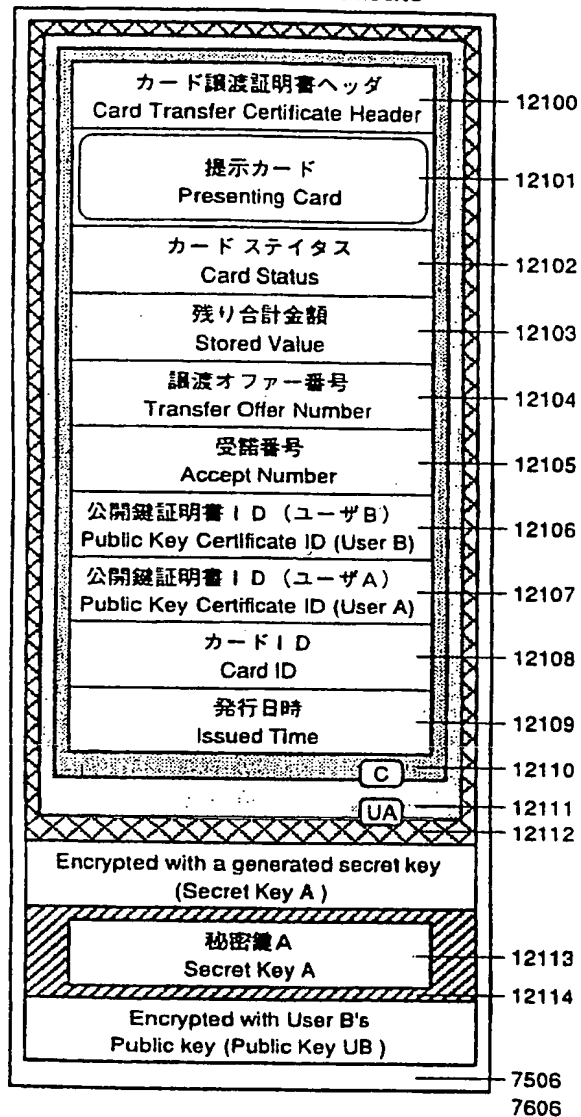 カード譲渡証明書ヘッダ
Card Transfer Certificate Header
12100
提示カード
Presenting Card
12101
カード ステイタス
Card Status
12102
残り合計金額
Stored Value
12103
譲渡オファー番号
Transfer Offer Number
12104
受諾番号
Accept Number
12105
公開鍵証明書ID（ユーザB）
Public Key Certificate ID (User B)
12106
公開鍵証明書ID（ユーザA）
Public Key Certificate ID (User A)
12107
カードID
Card ID
12108
発行日時
Issued Time
12109
C
12110
UA
12111
12112
Encrypted with a generated secret key
(Secret Key A )
秘密鍵A
Secret Key A
12113
12114
Encrypted with User B's
Public key (Public Key UB )
7506
7606